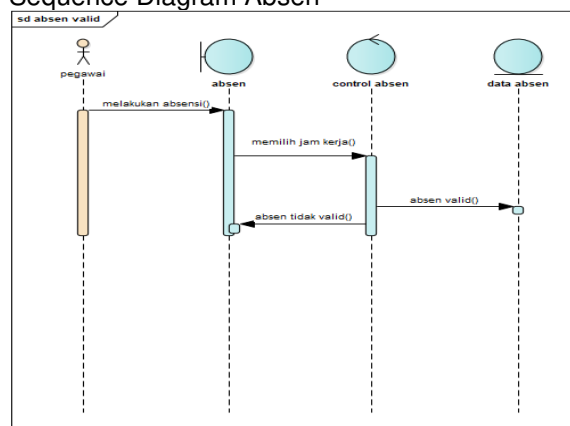 Sequence Diagram Absen
sd absen valid
pegawai
absen
control absen
data absen
melakukan absensi()
memilih jam kerja()
absen valid()
absen tidak valid()